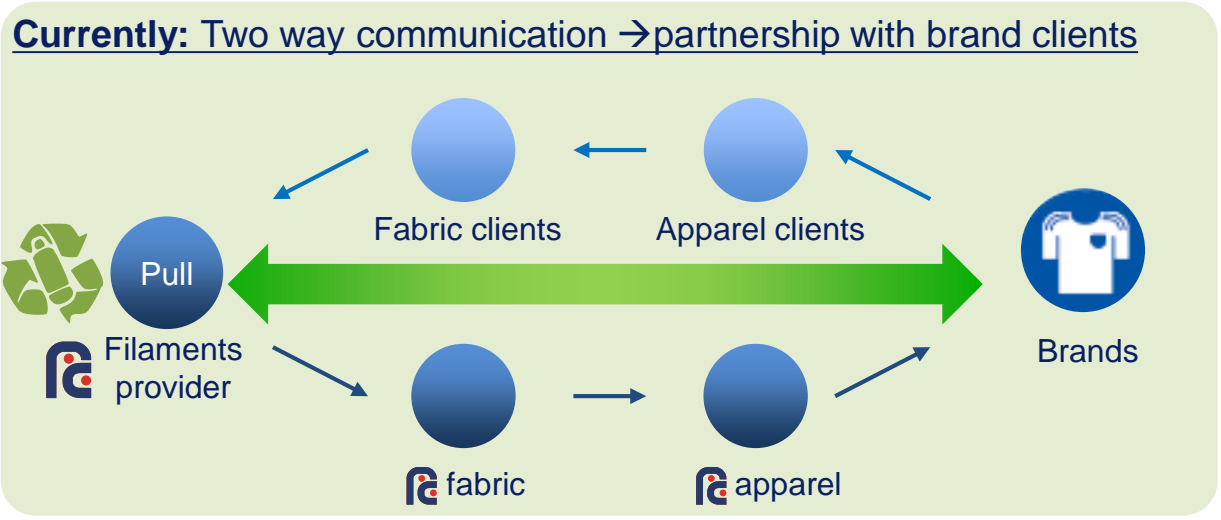 Currently: Two way communication →partnership with brand clients
Fabric clients
Apparel clients
Pull
Filaments
provider
Brands
fabric
apparel